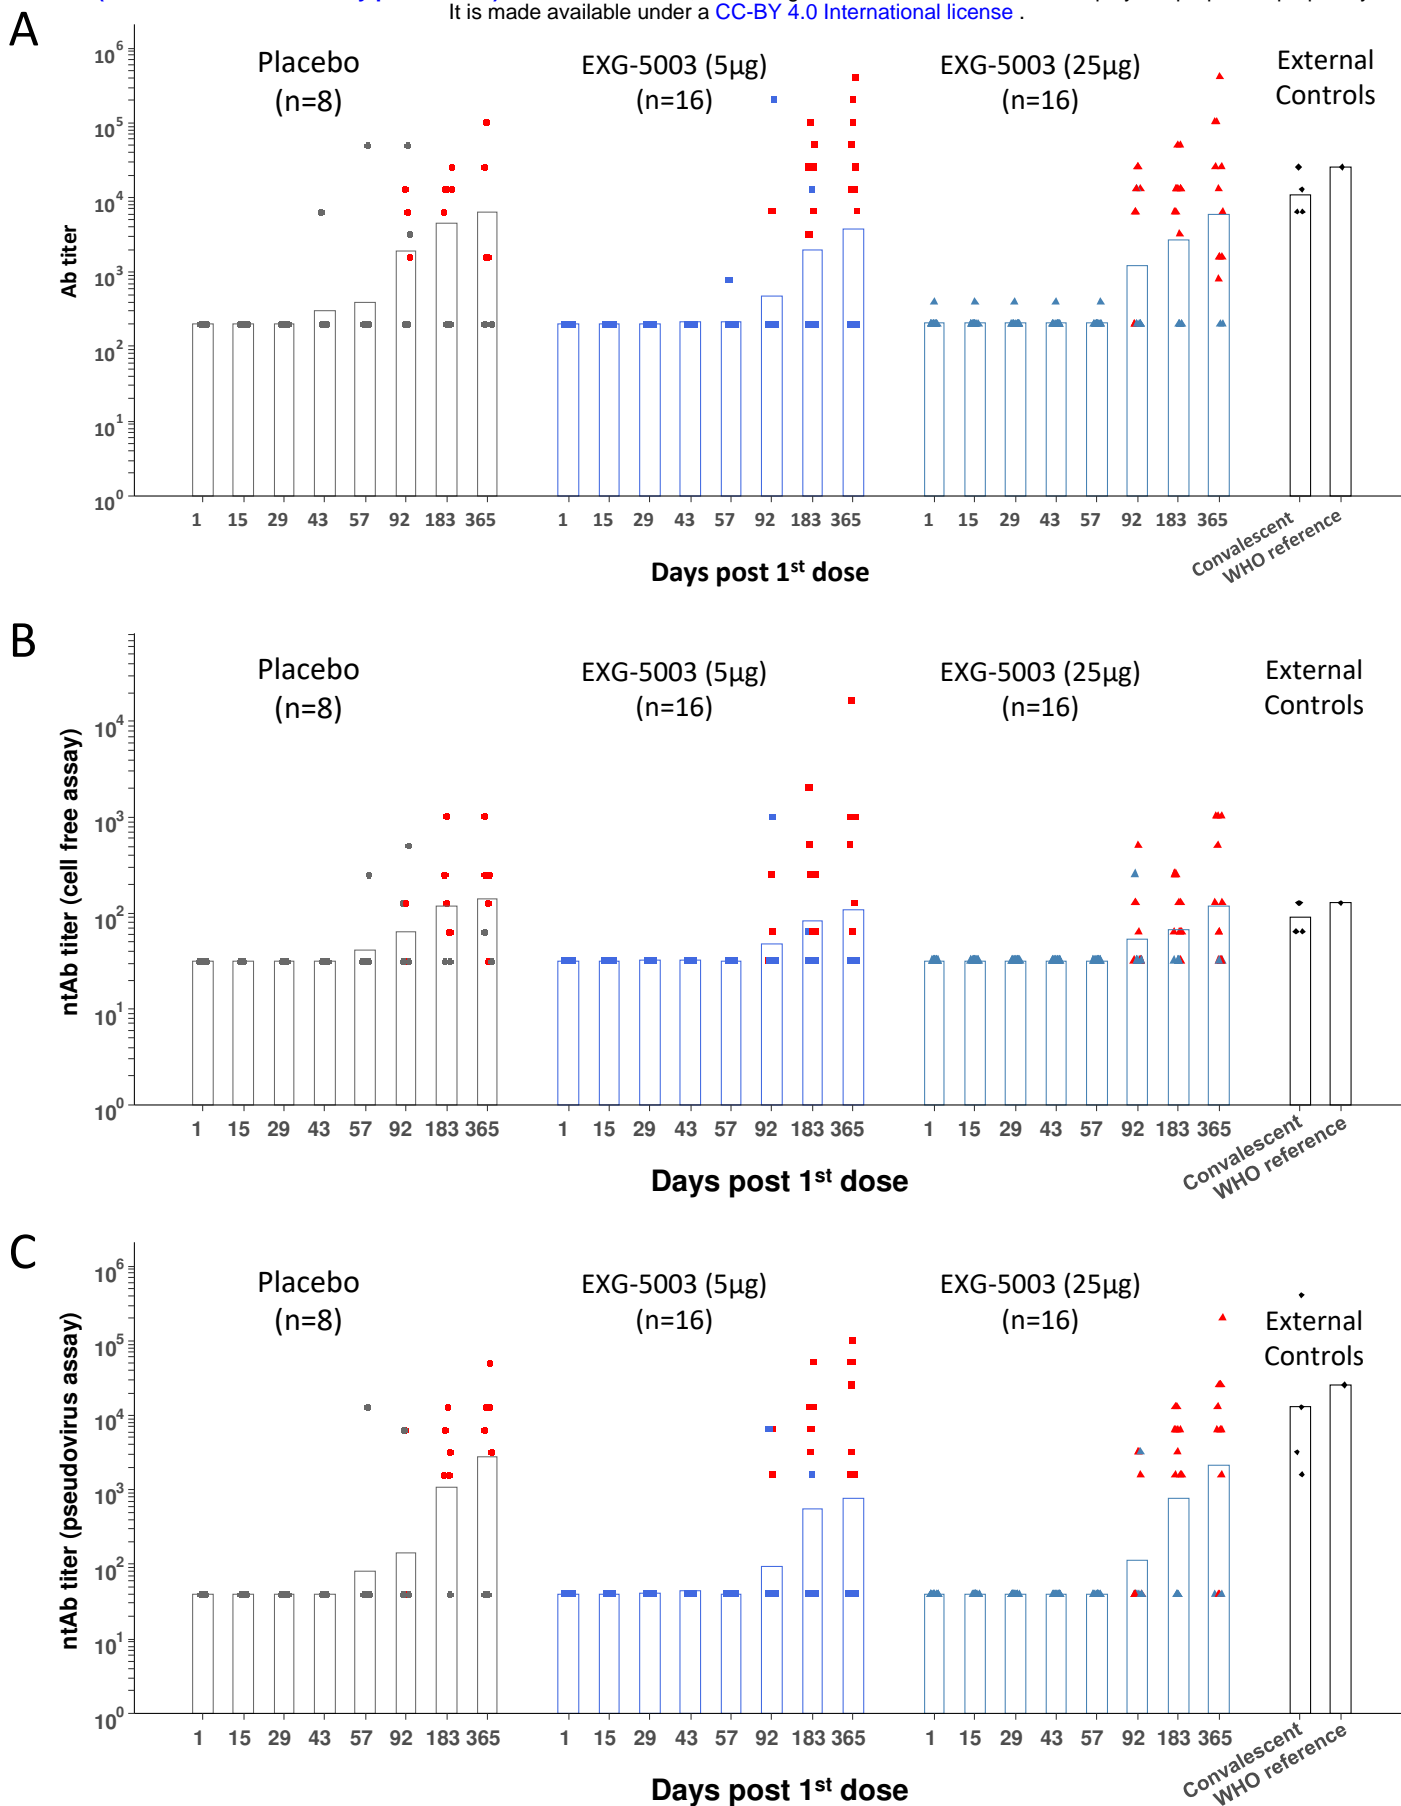 It is made available under a CC-BY 4.0 International license .
A
Placebo
(n=8)
EXG-5003 (5µg)
(n=16)
EXG-5003 (25µg)
(n=16)
External
Controls
Ab titer
10^6
10^5
10^4
10^3
10^2
10^1
10^0
1 15 29 43 57 92 183 365
1 15 29 43 57 92 183 365
1 15 29 43 57 92 183 365
Convalescent
WHO reference
Days post 1st dose
B
Placebo
(n=8)
EXG-5003 (5µg)
(n=16)
EXG-5003 (25µg)
(n=16)
External
Controls
ntAb titer (cell free assay)
10^4
10^3
10^2
10^1
10^0
1 15 29 43 57 92 183 365
1 15 29 43 57 92 183 365
1 15 29 43 57 92 183 365
Convalescent
WHO reference
Days post 1st dose
C
Placebo
(n=8)
EXG-5003 (5µg)
(n=16)
EXG-5003 (25µg)
(n=16)
External
Controls
ntAb titer (pseudovirus assay)
10^6
10^5
10^4
10^3
10^2
10^1
10^0
1 15 29 43 57 92 183 365
1 15 29 43 57 92 183 365
1 15 29 43 57 92 183 365
Convalescent
WHO reference
Days post 1st dose